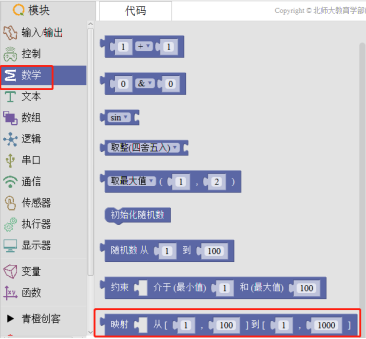 模块
代码
Copyright © 北师大教育学部
输入/输出
控制
数学
文本
数组
逻辑
串口
通信
传感器
执行器
显示器
变量
函数
青橙创客
1 + 1
0 & 0
sin
取整(四舍五入)
取最大值 ( 1 , 2 )
初始化随机数
随机数 从 1 到 100
约束 介于 (最小值) 1 和 (最大值) 100
映射 从 [ 1 , 100 ] 到 [ 1 , 1000 ]